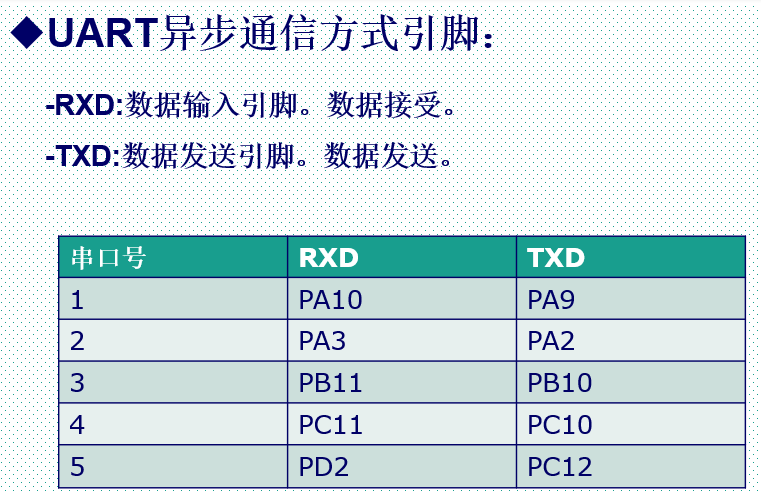 ◆UART异步通信方式引脚：
-RXD:数据输入引脚。数据接受。
-TXD:数据发送引脚。数据发送。
串口号 RXD TXD
1 PA10 PA9
2 PA3 PA2
3 PB11 PB10
4 PC11 PC10
5 PD2 PC12